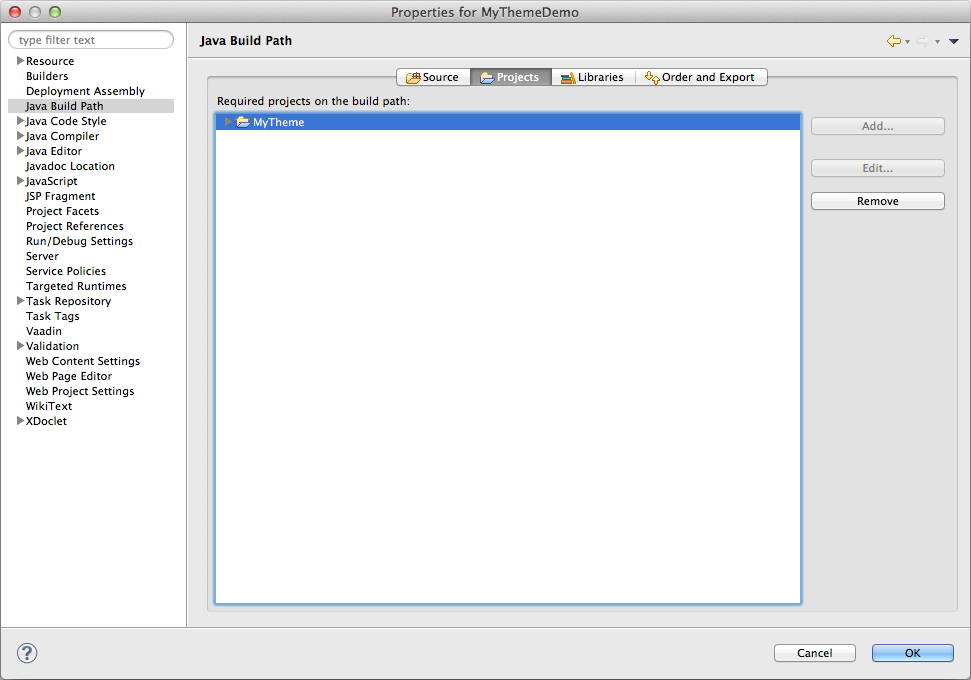 Properties for MyThemeDemo
type filter text
Resource
Builders
Deployment Assembly
Java Build Path
Java Code Style
Java Compiler
Java Editor
Javadoc Location
JavaScript
JSP Fragment
Project Facets
Project References
Run/Debug Settings
Server
Service Policies
Targeted Runtimes
Task Repository
Task Tags
Vaadin
Validation
Web Content Settings
Web Page Editor
Web Project Settings
WikiText
XDoclet
Java Build Path
Source Projects Libraries Order and Export
Required projects on the build path:
MyTheme
Add...
Edit...
Remove
?
Cancel OK